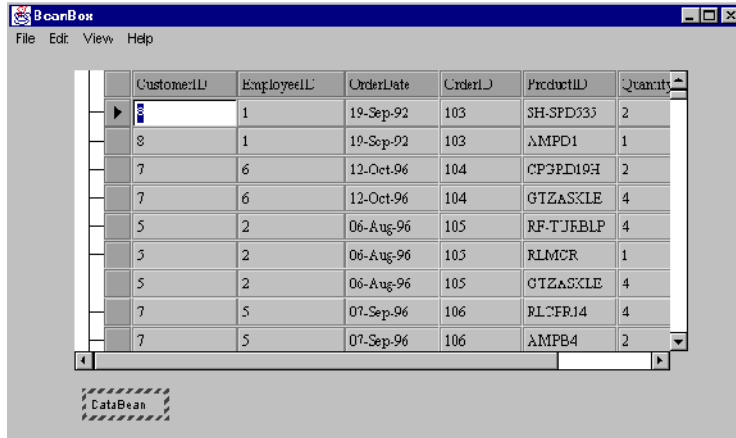 BeanBox
File Edit View Help
CustomerID EmployeeID OrderDate OrderID ProductID Quantity
8 1 19-Sep-92 103 SH-SPD535 2
8 1 19-Sep-92 103 AMPD1 1
7 6 12-Oct-96 104 2
7 6 12-Oct-96 104 GTZASXLE 4
5 2 06-Aug-96 105 RF-TURBLP 4
5 2 06-Aug-96 105 RLMCR 1
5 2 06-Aug-96 105 GTZASXLE 4
7 5 07-Sep-96 106 4
7 5 07-Sep-96 106 AMPB4 2
DataBean